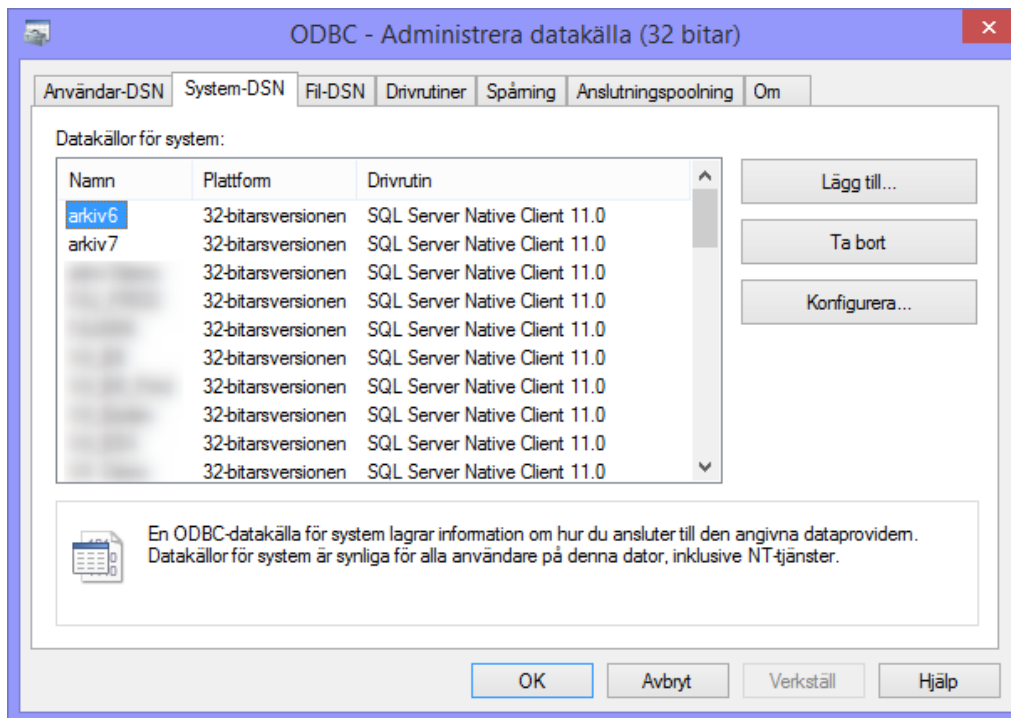 ODBC - Administrera datakälla (32 bitar)
Användar-DSN System-DSN Fil-DSN Drivrutiner Spårning Anslutningspoolning Om
Datakällor för system:
Namn Plattform Drivrutin
arkiv6 32-bitarsversionen SQL Server Native Client 11.0
arkiv7 32-bitarsversionen SQL Server Native Client 11.0
32-bitarsversionen SQL Server Native Client 11.0
32-bitarsversionen SQL Server Native Client 11.0
32-bitarsversionen SQL Server Native Client 11.0
32-bitarsversionen SQL Server Native Client 11.0
32-bitarsversionen SQL Server Native Client 11.0
32-bitarsversionen SQL Server Native Client 11.0
32-bitarsversionen SQL Server Native Client 11.0
32-bitarsversionen SQL Server Native Client 11.0
Lägg till...
Ta bort
Konfigurera...
En ODBC-datakälla för system lagrar information om hur du ansluter till den angivna dataprovidern.
Datakällor för system är synliga för alla användare på denna dator, inklusive NT-tjänster.
OK Avbryt Verkställ Hjälp